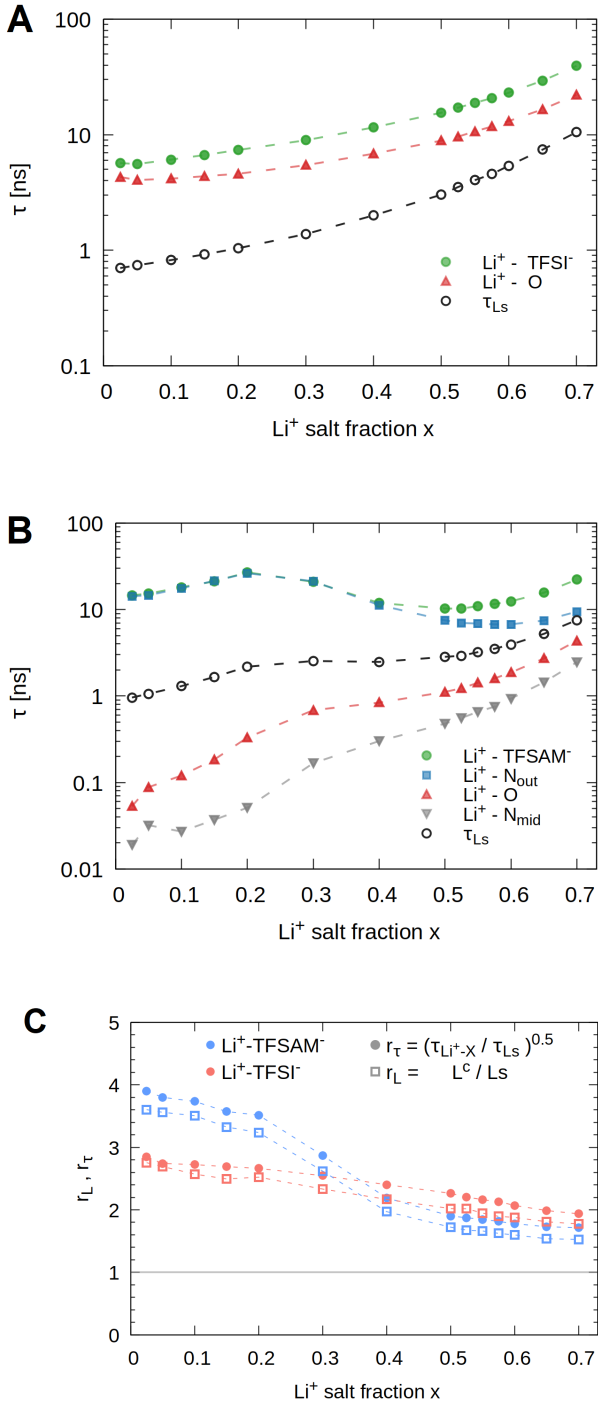 A
100
10
1
0.1
τ [ns]
Li⁺ - TFSI⁻
Li⁺ - O
τLs
0 0.1 0.2 0.3 0.4 0.5 0.6 0.7
Li⁺ salt fraction x
B
100
10
1
0.1
0.01
τ [ns]
Li⁺ - TFSAM⁻
Li⁺ - Nout
Li⁺ - O
Li⁺ - Nmid
τLs
0 0.1 0.2 0.3 0.4 0.5 0.6 0.7
Li⁺ salt fraction x
C
5
4
3
2
1
0
rL , rτ
Li⁺-TFSAM⁻
Li⁺-TFSI⁻
rτ = (τLi⁺-X / τLs )^0.5
rL = L^c / Ls
0 0.1 0.2 0.3 0.4 0.5 0.6 0.7
Li⁺ salt fraction x